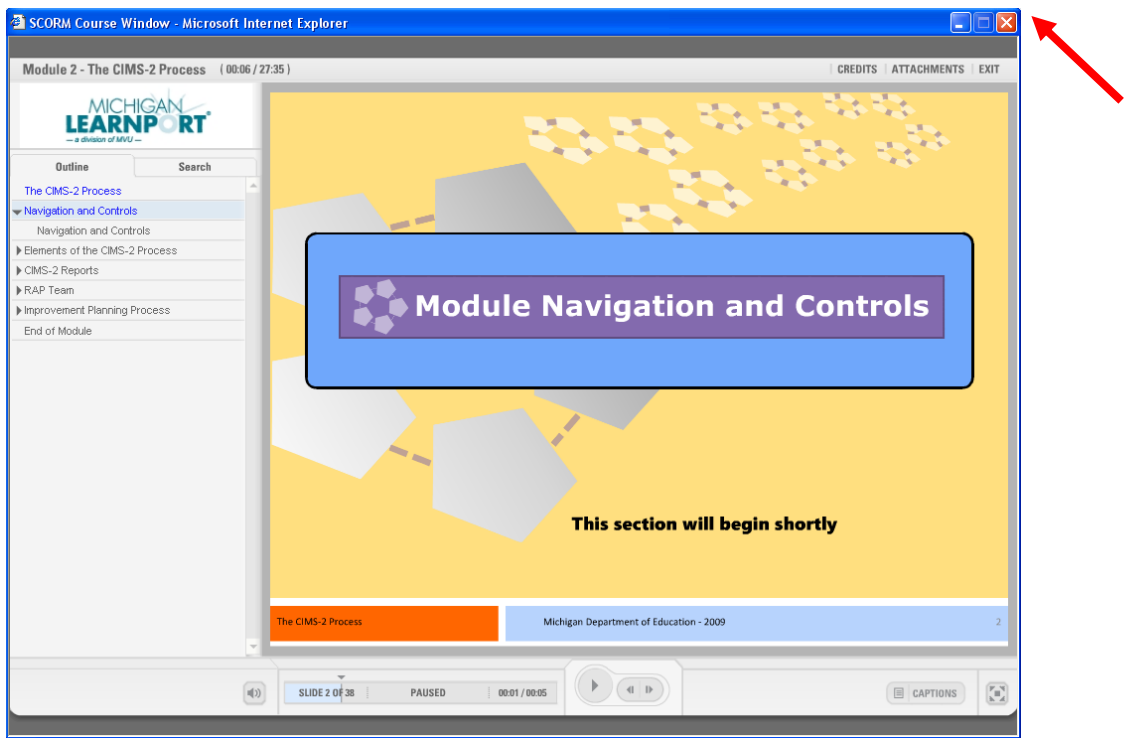 SCORM Course Window - Microsoft Internet Explorer
Module 2 - The CIMS-2 Process ( 00:06 / 27:35 )
CREDITS | ATTACHMENTS | EXIT
MICHIGAN
LEARNPORT
— a division of MVU —
Outline Search
The CIMS-2 Process
Navigation and Controls
Navigation and Controls
Elements of the CIMS-2 Process
CIMS-2 Reports
RAP Team
Improvement Planning Process
End of Module
Module Navigation and Controls
This section will begin shortly
The CIMS-2 Process
Michigan Department of Education - 2009
2
SLIDE 2 OF 38 | PAUSED | 00:01 / 00:05
CAPTIONS